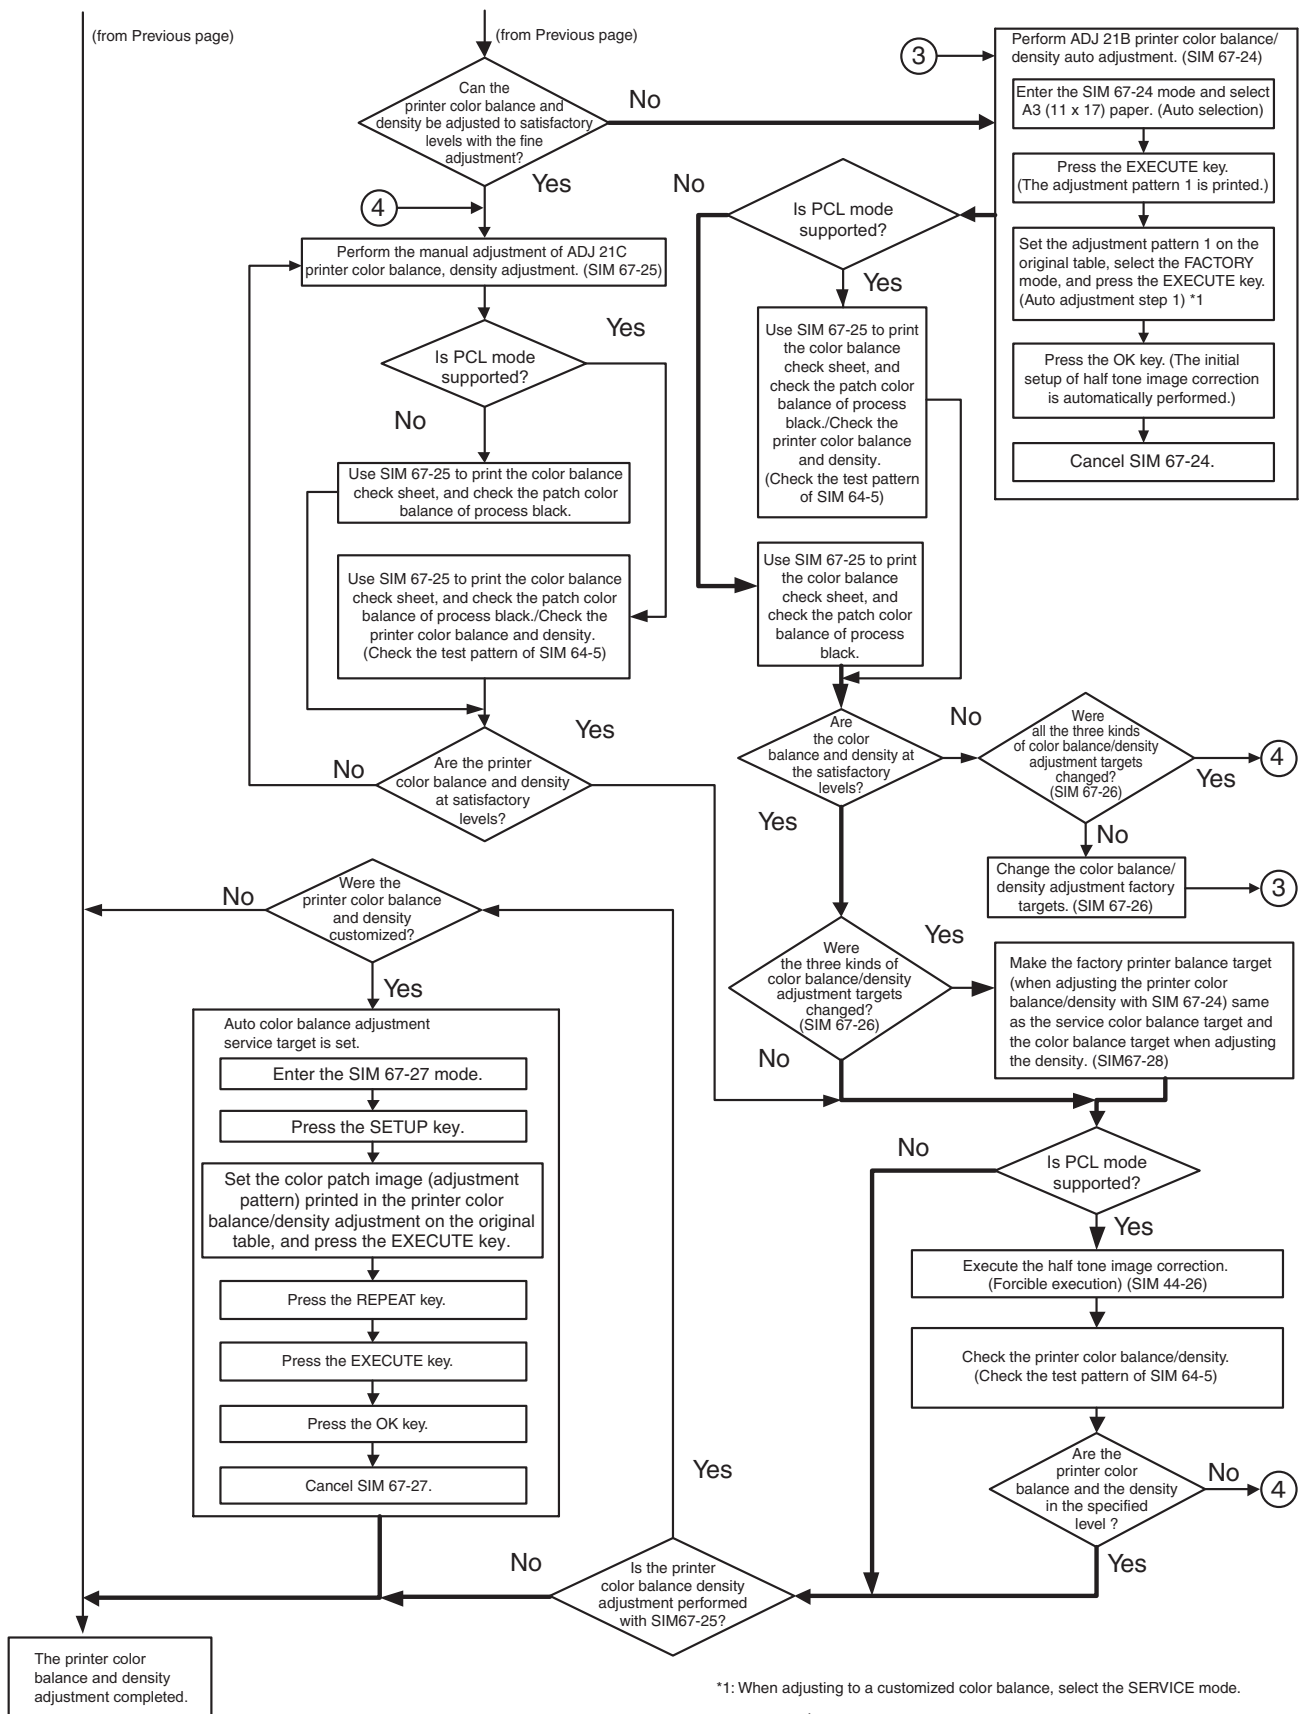 (from Previous page)
(from Previous page)
Can the
printer color balance and
density be adjusted to satisfactory
levels with the fine
adjustment?
No
Yes
4
Perform the manual adjustment of ADJ 21C
printer color balance, density adjustment. (SIM 67-25)
Is PCL mode
supported?
Yes
No
Use SIM 67-25 to print the color balance
check sheet, and check the patch color
balance of process black.
Use SIM 67-25 to print the color balance
check sheet, and check the patch color
balance of process black./Check the
printer color balance and density.
(Check the test pattern of SIM 64-5)
Are the printer
color balance and density
at satisfactory
levels?
No
Yes
3
Perform ADJ 21B printer color balance/
density auto adjustment. (SIM 67-24)
Enter the SIM 67-24 mode and select
A3 (11 x 17) paper. (Auto selection)
Press the EXECUTE key.
(The adjustment pattern 1 is printed.)
Set the adjustment pattern 1 on the
original table, select the FACTORY
mode, and press the EXECUTE key.
(Auto adjustment step 1) *1
Press the OK key. (The initial
setup of half tone image correction
is automatically performed.)
Cancel SIM 67-24.
Is PCL mode
supported?
No
Yes
Use SIM 67-25 to print
the color balance
check sheet, and
check the patch color
balance of process
black./Check the
printer color balance
and density.
(Check the test pattern
of SIM 64-5)
Use SIM 67-25 to print
the color balance
check sheet, and
check the patch color
balance of process
black.
Are
the color
balance and density at
the satisfactory
levels?
No
Yes
Were
all the three kinds
of color balance/density
adjustment targets
changed?
(SIM 67-26)
Yes
4
No
Change the color balance/
density adjustment factory
targets. (SIM 67-26)
3
Were
the three kinds of
color balance/density
adjustment targets
changed?
(SIM 67-26)
Yes
No
Make the factory printer balance target
(when adjusting the printer color
balance/density with SIM 67-24) same
as the service color balance target and
the color balance target when adjusting
the density. (SIM67-28)
Is PCL mode
supported?
No
Yes
Execute the half tone image correction.
(Forcible execution) (SIM 44-26)
Check the printer color balance/density.
(Check the test pattern of SIM 64-5)
Are the
printer color
balance and the density
in the specified
level ?
No
4
Yes
Is the printer
color balance density
adjustment performed
with SIM67-25?
Yes
No
Were the
printer color balance
and density
customized?
No
Yes
Auto color balance adjustment
service target is set.
Enter the SIM 67-27 mode.
Press the SETUP key.
Set the color patch image (adjustment
pattern) printed in the printer color
balance/density adjustment on the original
table, and press the EXECUTE key.
Press the REPEAT key.
Press the EXECUTE key.
Press the OK key.
Cancel SIM 67-27.
The printer color
balance and density
adjustment completed.
*1: When adjusting to a customized color balance, select the SERVICE mode.